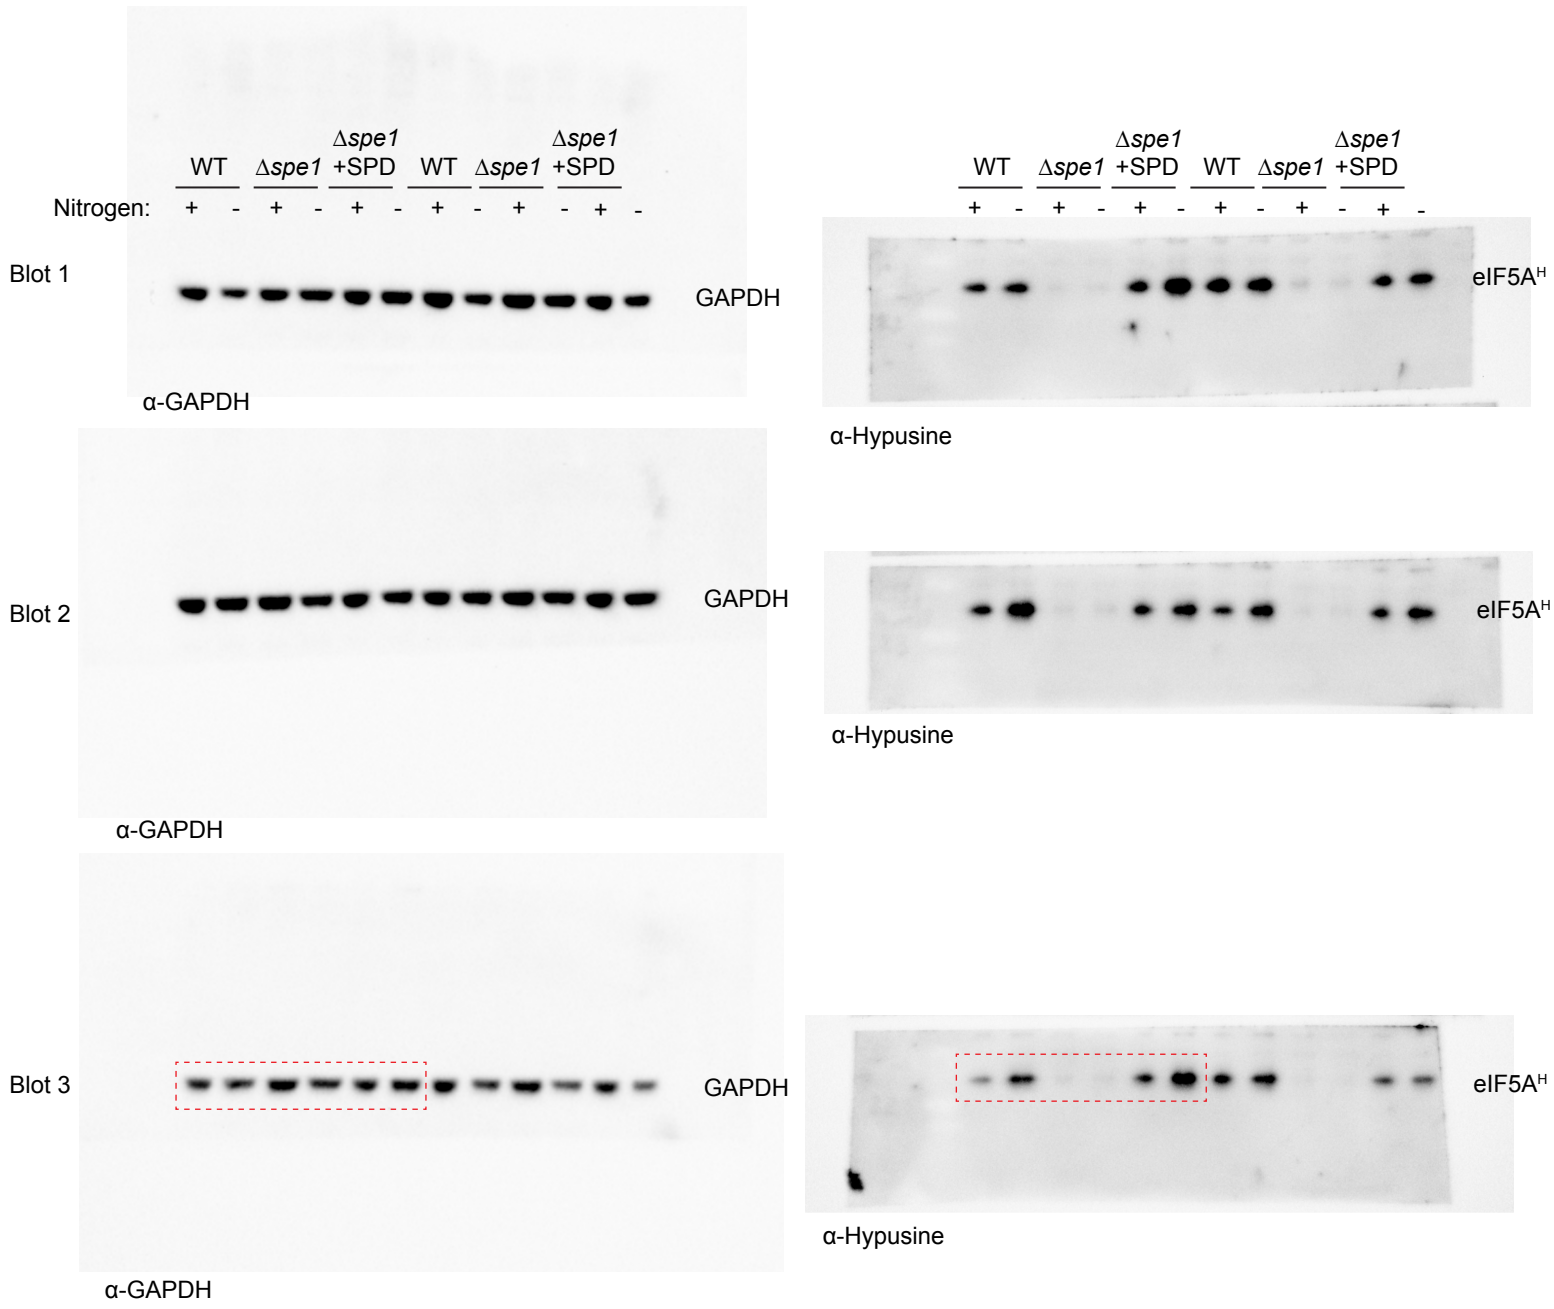 Δspe1 Δspe1
WT Δspe1 +SPD WT Δspe1 +SPD
Nitrogen: + - + - + - + - + - + -
Blot 1
GAPDH
α-GAPDH
Δspe1 Δspe1
WT Δspe1 +SPD WT Δspe1 +SPD
+ - + - + - + - + - + -
eIF5Aᴴ
α-Hypusine
Blot 2
GAPDH
α-GAPDH
eIF5Aᴴ
α-Hypusine
Blot 3
GAPDH
α-GAPDH
eIF5Aᴴ
α-Hypusine